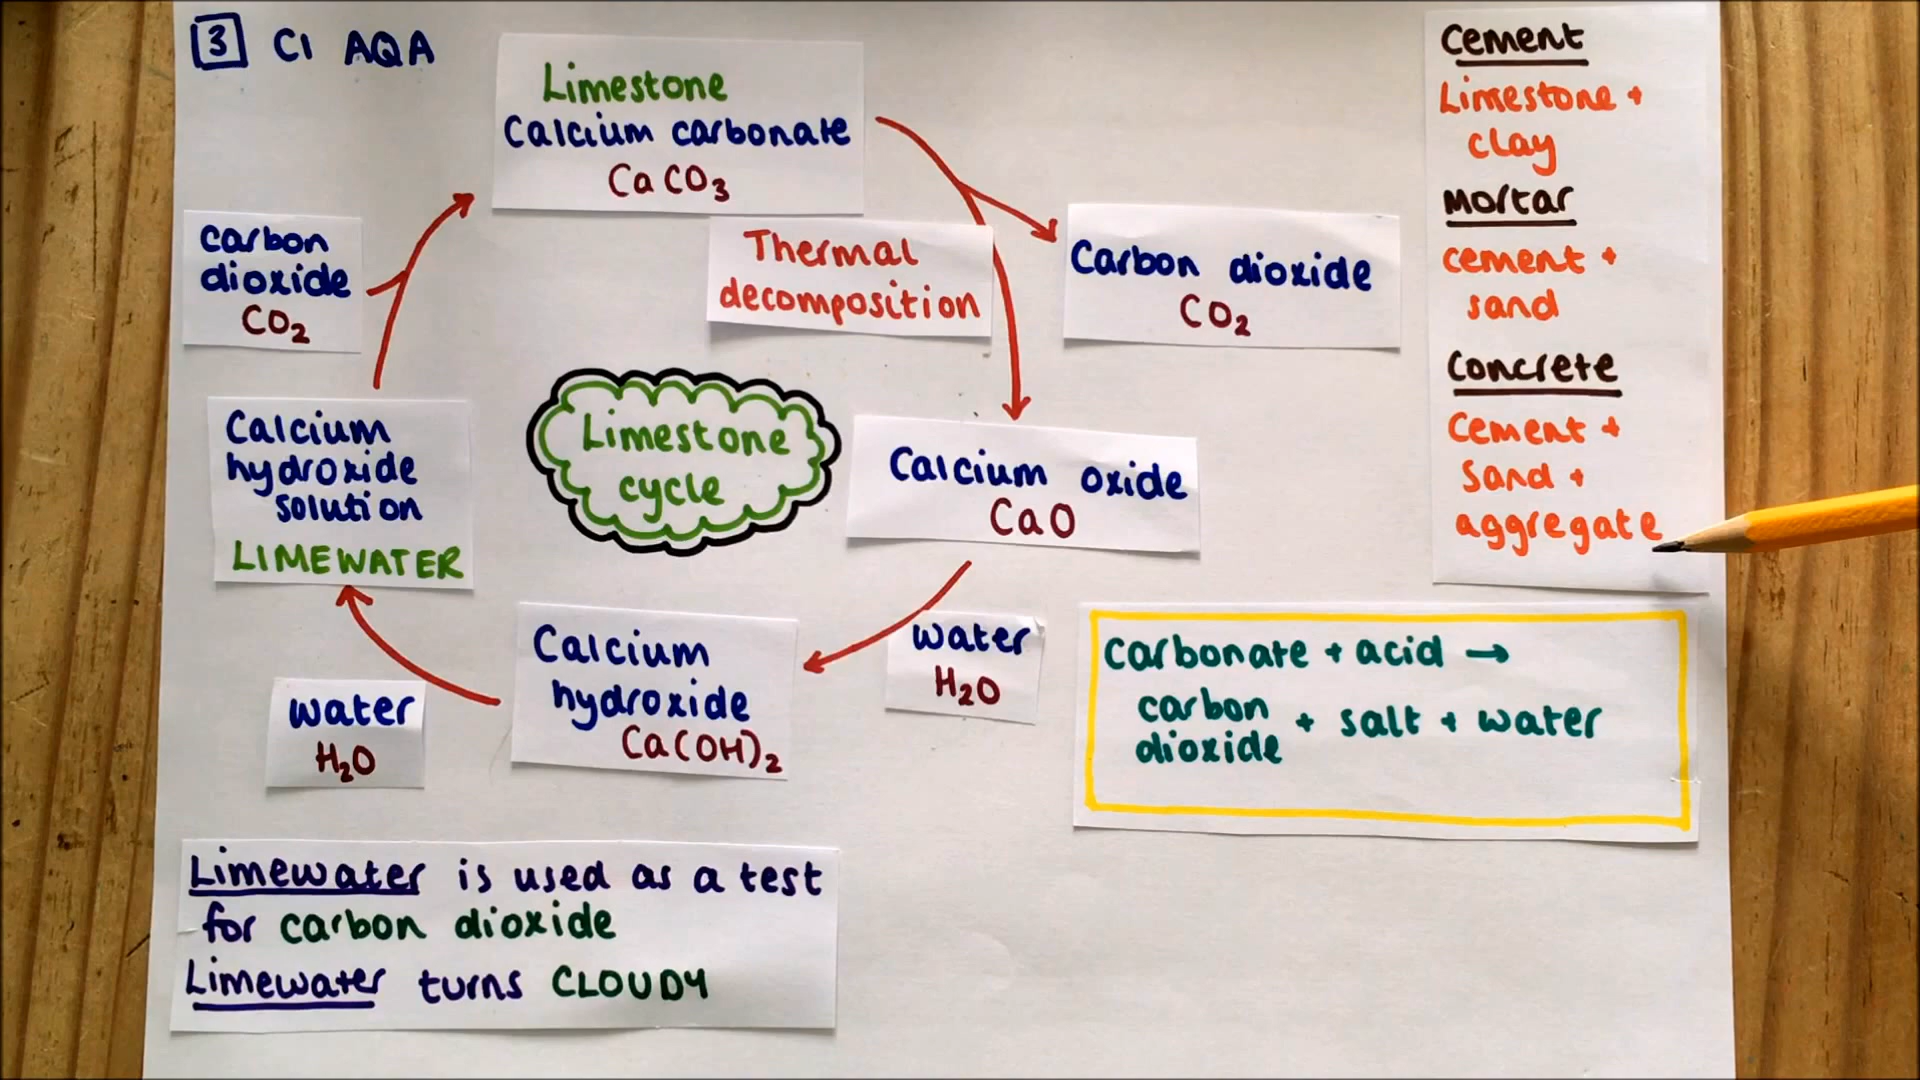 3 C1 AQA
Limestone
Calcium carbonate
CaCO3
Thermal
decomposition
Carbon dioxide
CO2
Calcium oxide
CaO
water
H2O
Calcium
hydroxide
Ca(OH)2
water
H2O
Calcium
hydroxide
solution
LIMEWATER
carbon
dioxide
CO2
Limestone
cycle
Cement
Limestone +
clay
Mortar
cement +
sand
Concrete
Cement +
Sand +
aggregate
carbonate + acid →
carbon
dioxide + salt + water
Limewater is used as a test
for carbon dioxide
Limewater turns CLOUDY